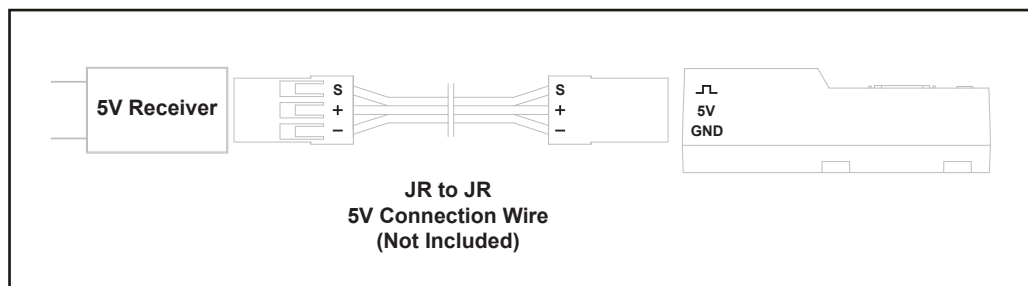 5V Receiver
S
+
–
S
+
–
5V
GND
JR to JR
5V Connection Wire
(Not Included)